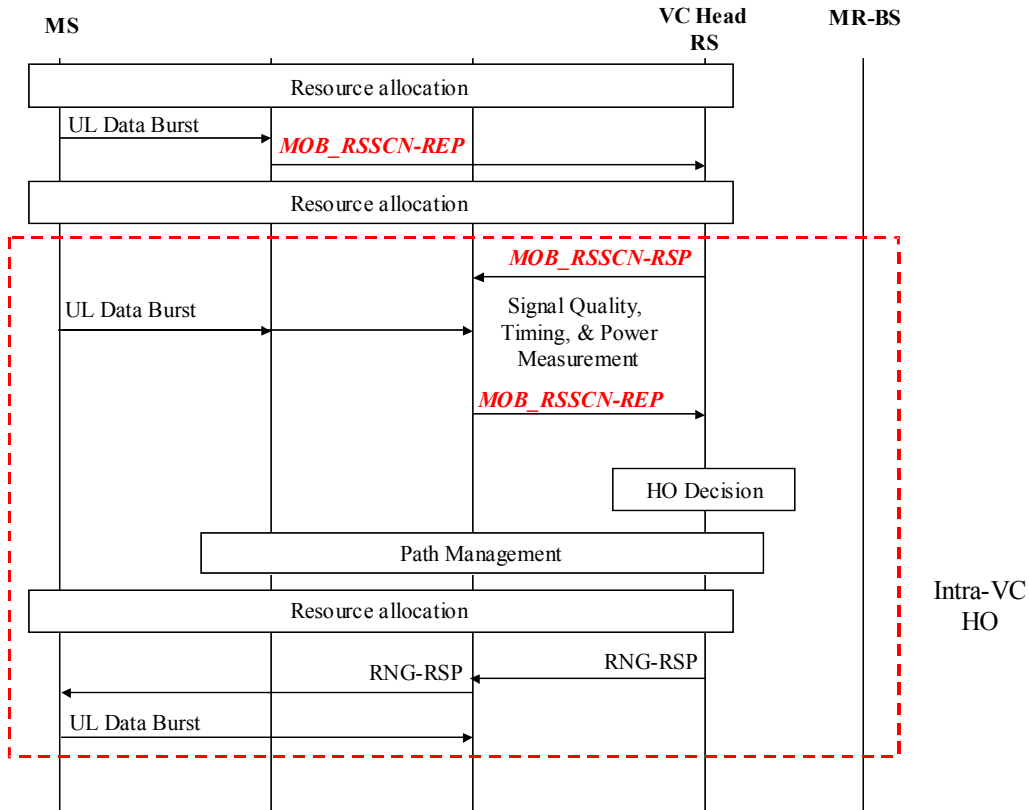 MS
VC Head
RS
MR-BS
Resource allocation
UL Data Burst
MOB_RSSCN-REP
Resource allocation
MOB_RSSCN-RSP
UL Data Burst
Signal Quality,
Timing, & Power
Measurement
MOB_RSSCN-REP
HO Decision
Path Management
Intra-VC
HO
Resource allocation
RNG-RSP
RNG-RSP
UL Data Burst